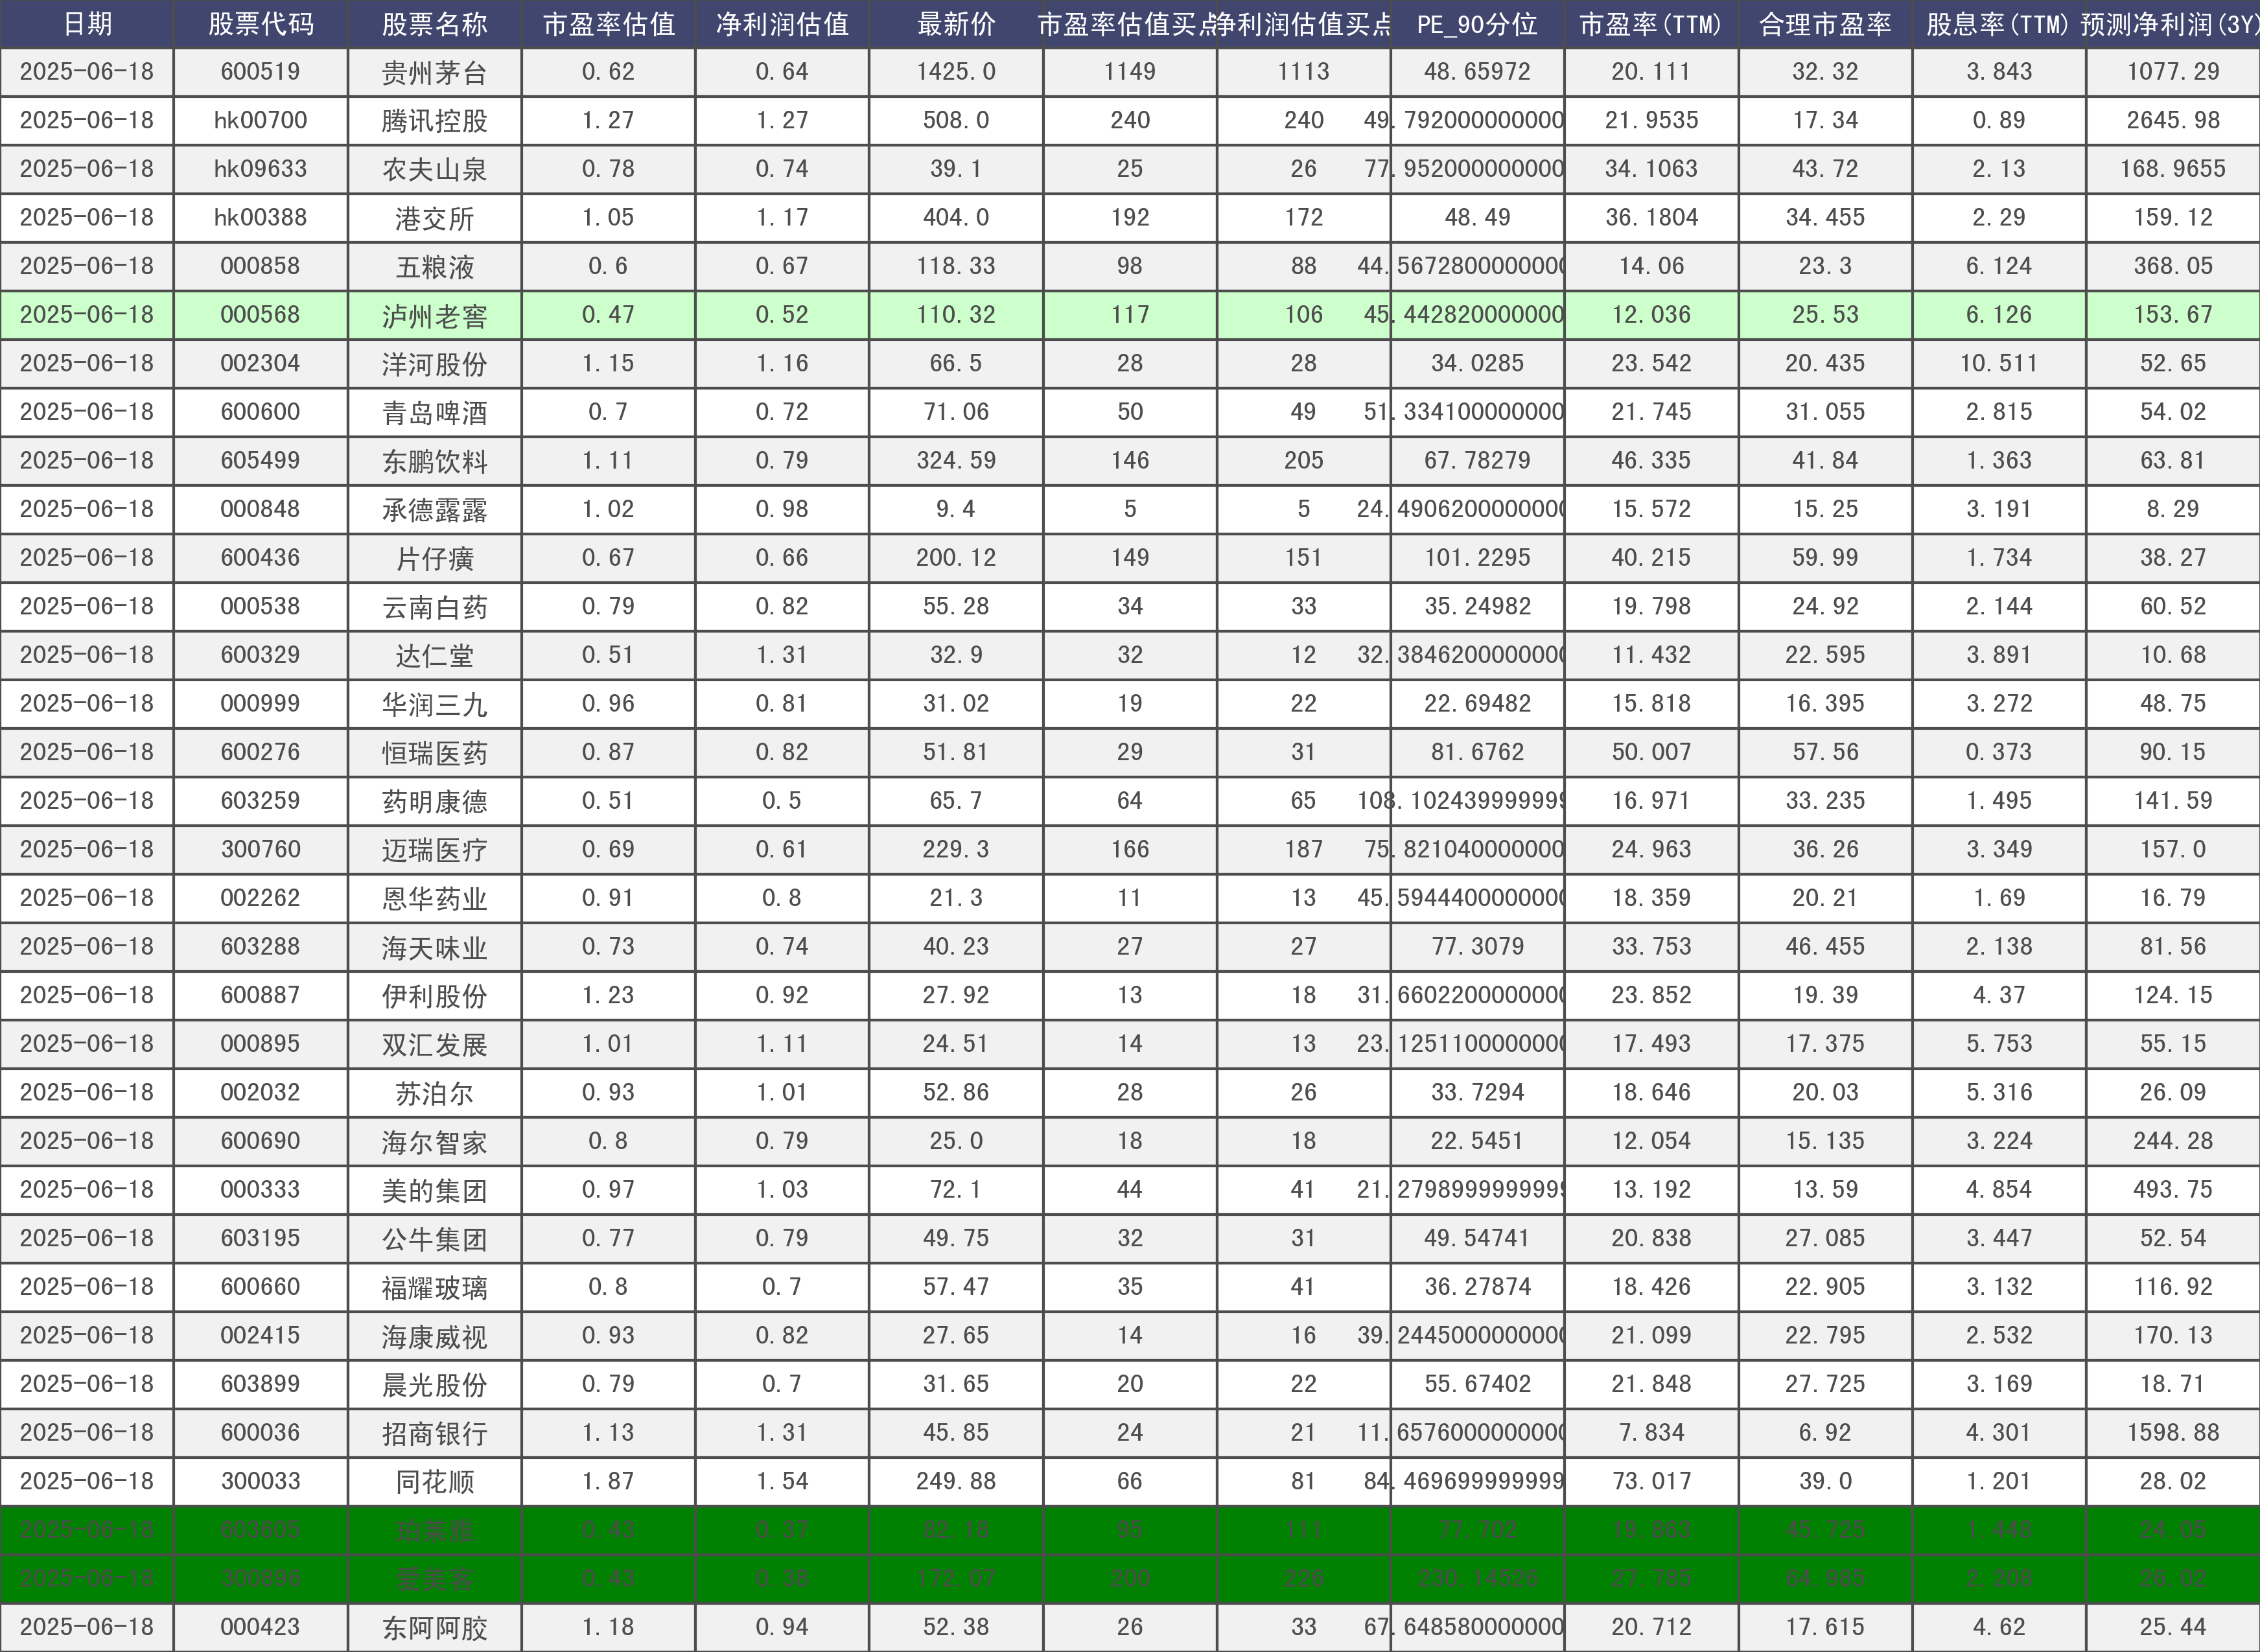 日期 股票代码 股票名称 市盈率估值 净利润估值 最新价 市盈率估值买点 净利润估值买点 PE_90分位 市盈率(TTM) 合理市盈率 股息率(TTM) 预测净利润(3Y)
2025-06-18 600519 贵州茅台 0.62 0.64 1425.0 1149 1113 48.65972 20.111 32.32 3.843 1077.29
2025-06-18 hk00700 腾讯控股 1.27 1.27 508.0 240 240 49.792000000000 21.9535 17.34 0.89 2645.98
2025-06-18 hk09633 农夫山泉 0.78 0.74 39.1 25 26 77.952000000000 34.1063 43.72 2.13 168.9655
2025-06-18 hk00388 港交所 1.05 1.17 404.0 192 172 48.49 36.1804 34.455 2.29 159.12
2025-06-18 000858 五粮液 0.6 0.67 118.33 98 88 44.5672800000000 14.06 23.3 6.124 368.05
2025-06-18 000568 泸州老窖 0.47 0.52 110.32 117 106 45.442820000000 12.036 25.53 6.126 153.67
2025-06-18 002304 洋河股份 1.15 1.16 66.5 28 28 34.0285 23.542 20.435 10.511 52.65
2025-06-18 600600 青岛啤酒 0.7 0.72 71.06 50 49 51.334100000000 21.745 31.055 2.815 54.02
2025-06-18 605499 东鹏饮料 1.11 0.79 324.59 146 205 67.78279 46.335 41.84 1.363 63.81
2025-06-18 000848 承德露露 1.02 0.98 9.4 5 5 24.4906200000000 15.572 15.25 3.191 8.29
2025-06-18 600436 片仔癀 0.67 0.66 200.12 149 151 101.2295 40.215 59.99 1.734 38.27
2025-06-18 000538 云南白药 0.79 0.82 55.28 34 33 35.24982 19.798 24.92 2.144 60.52
2025-06-18 600329 达仁堂 0.51 1.31 32.9 32 12 32.3846200000000 11.432 22.595 3.891 10.68
2025-06-18 000999 华润三九 0.96 0.81 31.02 19 22 22.69482 15.818 16.395 3.272 48.75
2025-06-18 600276 恒瑞医药 0.87 0.82 51.81 29 31 81.6762 50.007 57.56 0.373 90.15
2025-06-18 603259 药明康德 0.51 0.5 65.7 64 65 108.102439999999 16.971 33.235 1.495 141.59
2025-06-18 300760 迈瑞医疗 0.69 0.61 229.3 166 187 75.821040000000 24.963 36.26 3.349 157.0
2025-06-18 002262 恩华药业 0.91 0.8 21.3 11 13 45.5944400000000 18.359 20.21 1.69 16.79
2025-06-18 603288 海天味业 0.73 0.74 40.23 27 27 77.3079 33.753 46.455 2.138 81.56
2025-06-18 600887 伊利股份 1.23 0.92 27.92 13 18 31.6602200000000 23.852 19.39 4.37 124.15
2025-06-18 000895 双汇发展 1.01 1.11 24.51 14 13 23.1251100000000 17.493 17.375 5.753 55.15
2025-06-18 002032 苏泊尔 0.93 1.01 52.86 28 26 33.7294 18.646 20.03 5.316 26.09
2025-06-18 600690 海尔智家 0.8 0.79 25.0 18 18 22.5451 12.054 15.135 3.224 244.28
2025-06-18 000333 美的集团 0.97 1.03 72.1 44 41 21.2798999999999 13.192 13.59 4.854 493.75
2025-06-18 603195 公牛集团 0.77 0.79 49.75 32 31 49.54741 20.838 27.085 3.447 52.54
2025-06-18 600660 福耀玻璃 0.8 0.7 57.47 35 41 36.27874 18.426 22.905 3.132 116.92
2025-06-18 002415 海康威视 0.93 0.82 27.65 14 16 39.2445000000000 21.099 22.795 2.532 170.13
2025-06-18 603899 晨光股份 0.79 0.7 31.65 20 22 55.67402 21.848 27.725 3.169 18.71
2025-06-18 600036 招商银行 1.13 1.31 45.85 24 21 11.6576000000000 7.834 6.92 4.301 1598.88
2025-06-18 300033 同花顺 1.87 1.54 249.88 66 81 84.469699999999 73.017 39.0 1.201 28.02
2025-06-18 603605 珀莱雅 0.43 0.37 82.18 95 111 77.702 19.863 45.725 1.448 24.05
2025-06-18 300896 爱美客 0.43 0.38 172.07 200 226 230.14526 27.785 64.985 2.208 26.02
2025-06-18 000423 东阿阿胶 1.18 0.94 52.38 26 33 67.648580000000 20.712 17.615 4.62 25.44